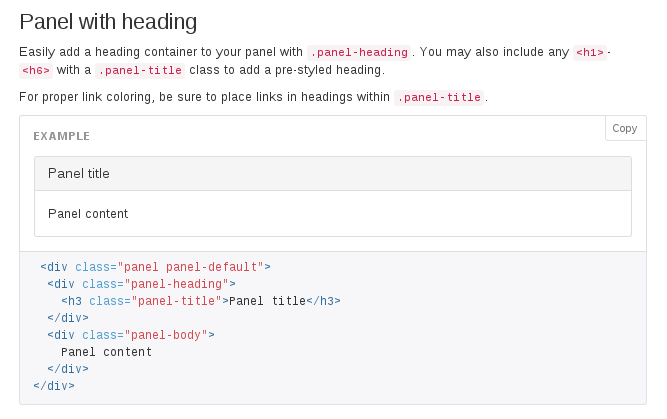 Panel with heading
Easily add a heading container to your panel with .panel-heading. You may also include any <h1>-
<h6> with a .panel-title class to add a pre-styled heading.
For proper link coloring, be sure to place links in headings within .panel-title.
Copy
EXAMPLE
Panel title
Panel content
<div class="panel panel-default">
<div class="panel-heading">
<h3 class="panel-title">Panel title</h3>
</div>
<div class="panel-body">
Panel content
</div>
</div>